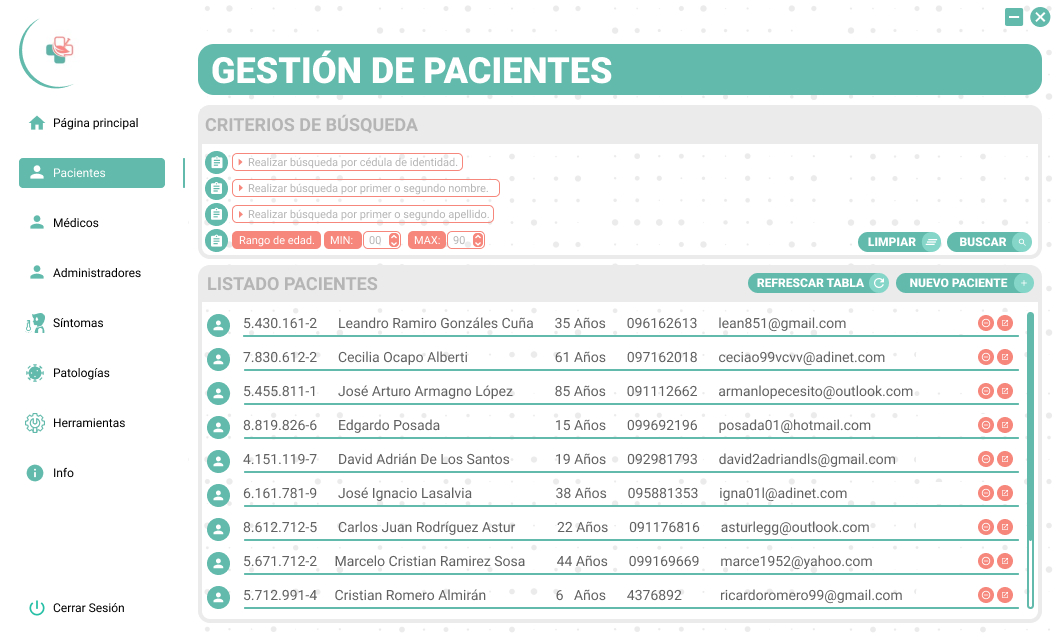 GESTIÓN DE PACIENTES
Página principal
Pacientes
Médicos
Administradores
Síntomas
Patologías
Herramientas
Info
Cerrar Sesión
CRITERIOS DE BÚSQUEDA
Realizar búsqueda por cédula de identidad.
Realizar búsqueda por primer o segundo nombre.
Realizar búsqueda por primer o segundo apellido.
Rango de edad. MIN: 00 MAX: 90 LIMPIAR BUSCAR
LISTADO PACIENTES REFRESCAR TABLA NUEVO PACIENTE +
5.430.161-2 Leandro Ramiro Gonzáles Cuña 35 Años 096162613 lean851@gmail.com
7.830.612-2 Cecilia Ocapo Alberti 61 Años 097162018 ceciao99vcvv@adinet.com
5.455.811-1 José Arturo Armagno López 85 Años 091112662 armanlopecesito@outlook.com
8.819.826-6 Edgardo Posada 15 Años 099692196 posada01@hotmail.com
4.151.119-7 David Adrián De Los Santos 19 Años 092981793 david2adriandls@gmail.com
6.161.781-9 José Ignacio Lasalvia 38 Años 095881353 igna01l@adinet.com
8.612.712-5 Carlos Juan Rodríguez Astur 22 Años 091176816 asturlegg@outlook.com
5.671.712-2 Marcelo Cristian Ramirez Sosa 44 Años 099169669 marce1952@yahoo.com
5.712.991-4 Cristian Romero Almirán 6 Años 4376892 ricardoromero99@gmail.com